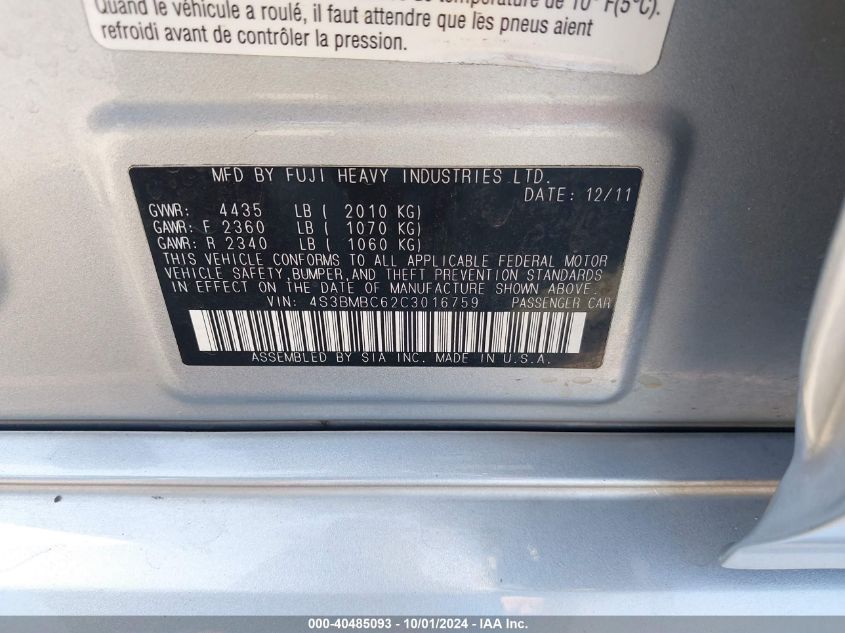 Quand le véhicule a roulé, il faut attendre que les pneus aient
refroidi avant de contrôler la pression.
MFD BY FUJI HEAVY INDUSTRIES LTD.
DATE: 12/11
GVWR: 4435 LB ( 2010 KG)
GAWR: F 2360 LB ( 1070 KG)
GAWR: R 2340 LB ( 1060 KG)
THIS VEHICLE CONFORMS TO ALL APPLICABLE FEDERAL MOTOR
VEHICLE SAFETY, BUMPER, AND THEFT PREVENTION STANDARDS
IN EFFECT ON THE DATE OF MANUFACTURE SHOWN ABOVE.
VIN: 4S3BMBC62C3016759 PASSENGER CAR
ASSEMBLED BY SIA INC. MADE IN U.S.A.
000-40485093 - 10/01/2024 - IAA Inc.